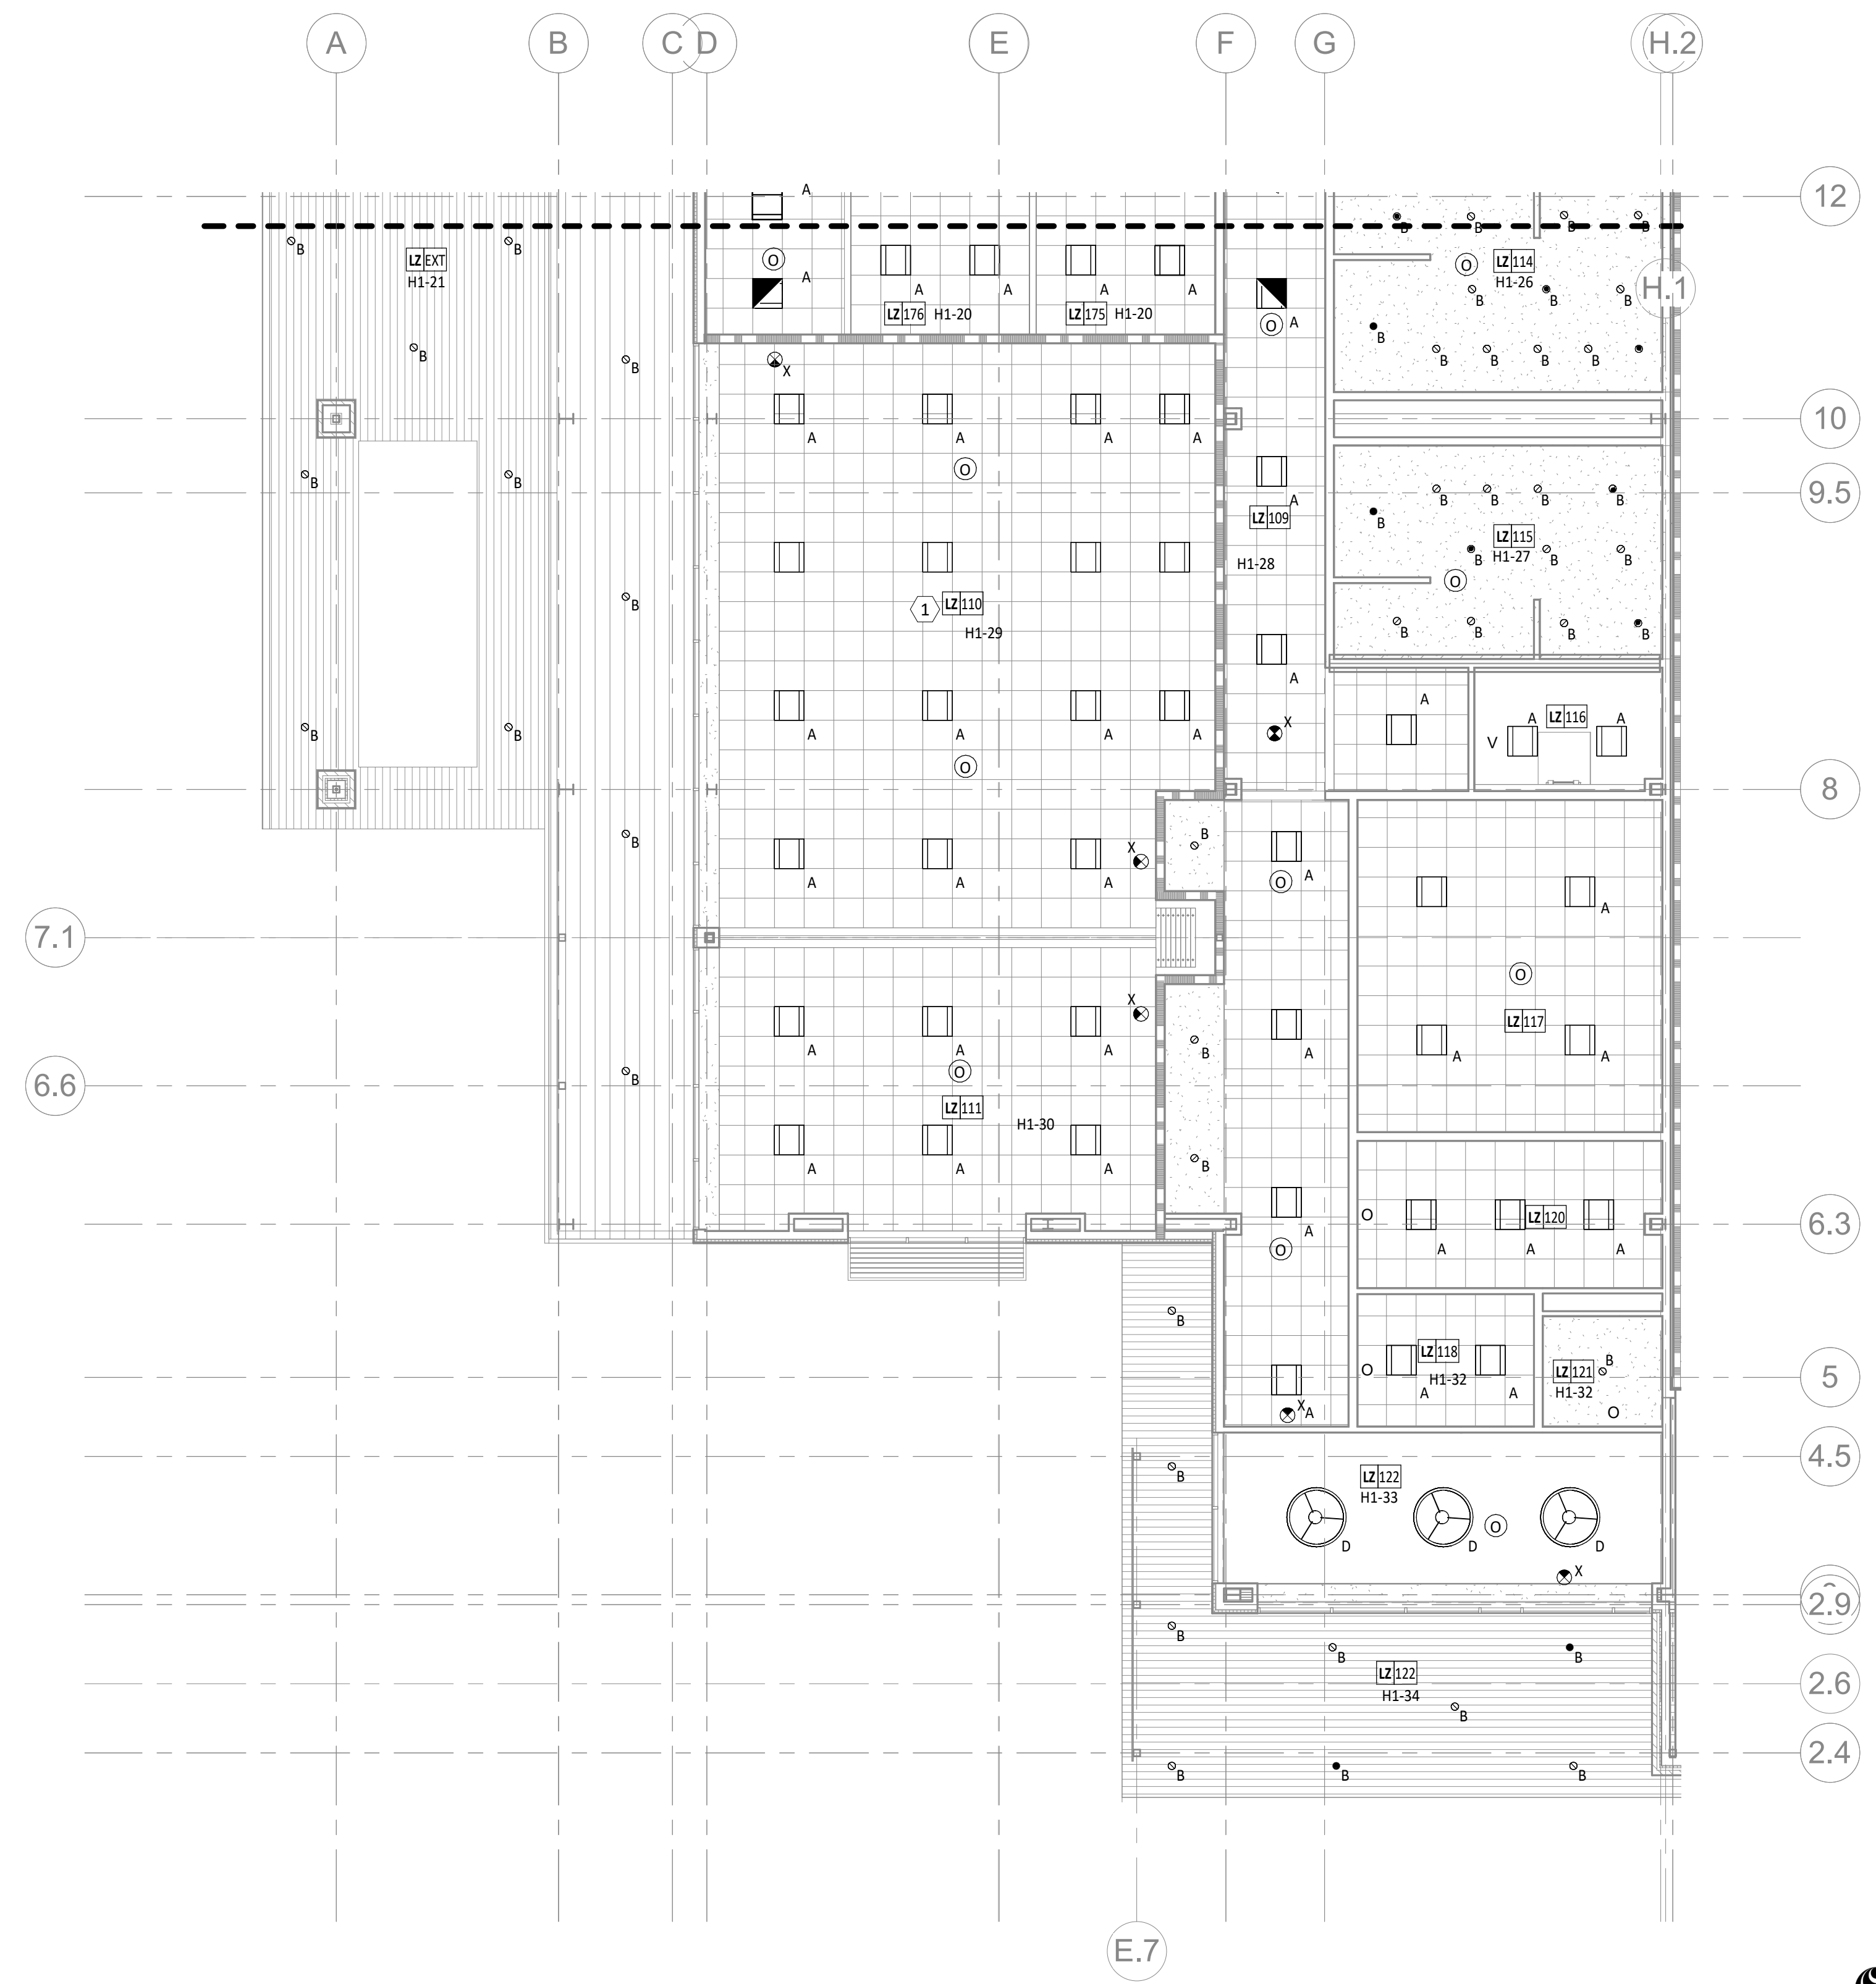 A B C D E F G H.2
12
A
B B B B
B B LZ EXT O A LZ 114 O
H1-21 H1-26 H.1
A A A A B B B
LZ 176 H1-20 LZ 175 H1-20 O A
B
B B X B B B B
10
A A A A
O
B B A B B B B 9.5
B LZ 109
LZ 115
H1-27
B B B
H1-28 O
B 1 LZ 110
H1-29 B B B B
A
A
B B A A A A X V A LZ 116 A
O
8
B X B
A A A O A
A
7.1
O
X LZ 117
A A A B A A A
O
B
6.6
LZ 111
H1-30
A A A B
O LZ 120 6.3
A
O A A A
B
LZ 118 B
O H1-32 LZ 121 5
A A H1-32
X A O
4.5
B LZ 122
H1-33
O
D D D
X
2.9
B
B B
LZ 122 2.6
H1-34
B
2.4
B B B
E.7